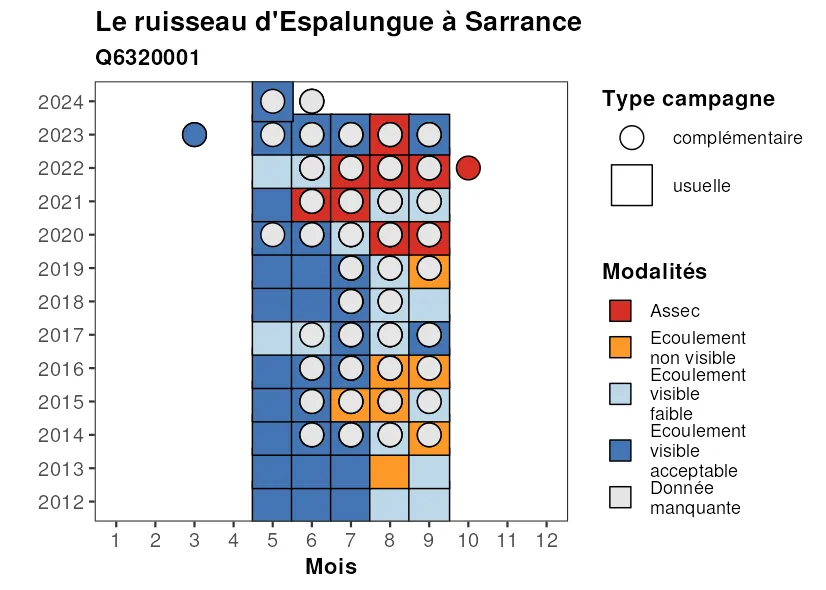 Le ruisseau d'Espalungue à Sarrance
Q6320001
2024
2023
2022
2021
2020
2019
2018
2017
2016
2015
2014
2013
2012
1 2 3 4 5 6 7 8 9 10 11 12
Mois
Type campagne
complémentaire
usuelle
Modalités
Assec
Ecoulement
non visible
Ecoulement
visible
faible
Ecoulement
visible
acceptable
Donnée
manquante